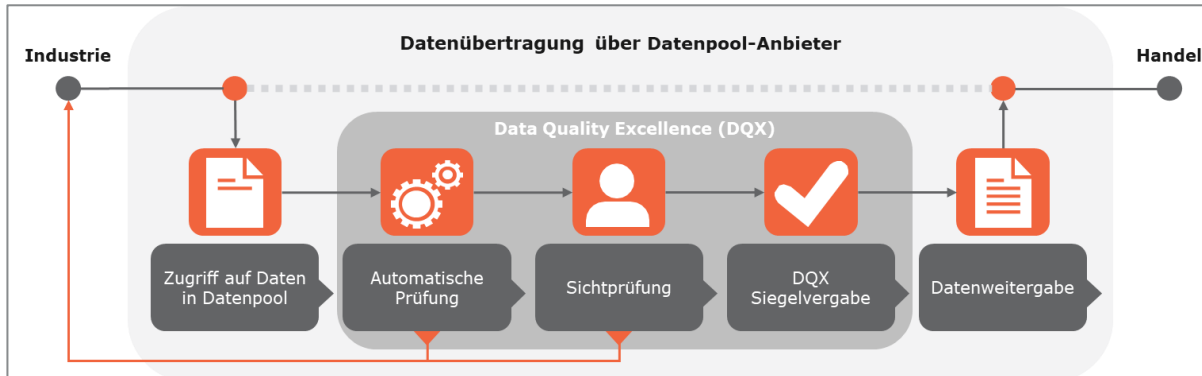 Datenübertragung über Datenpool-Anbieter
Industrie
Handel
Data Quality Excellence (DQX)
Zugriff auf Daten
in Datenpool
Automatische
Prüfung
Sichtprüfung
DQX
Siegelvergabe
Datenweitergabe